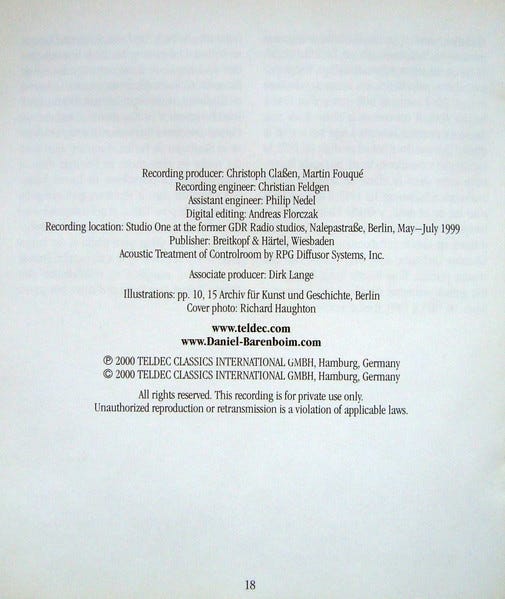 Recording producer: Christoph Claßen, Martin Fouqué
Recording engineer: Christian Feldgen
Assistant engineer: Philip Nedel
Digital editing: Andreas Florczak
Recording location: Studio One at the former GDR Radio studios, Nalepastraße, Berlin, May–July 1999
Publisher: Breitkopf & Härtel, Wiesbaden
Acoustic Treatment of Controlroom by RPG Diffusor Systems, Inc.
Associate producer: Dirk Lange
Illustrations: pp. 10, 15 Archiv für Kunst und Geschichte, Berlin
Cover photo: Richard Haughton
www.teldec.com
www.Daniel-Barenboim.com
℗ 2000 TELDEC CLASSICS INTERNATIONAL GMBH, Hamburg, Germany
© 2000 TELDEC CLASSICS INTERNATIONAL GMBH, Hamburg, Germany
All rights reserved. This recording is for private use only.
Unauthorized reproduction or retransmission is a violation of applicable laws.
18